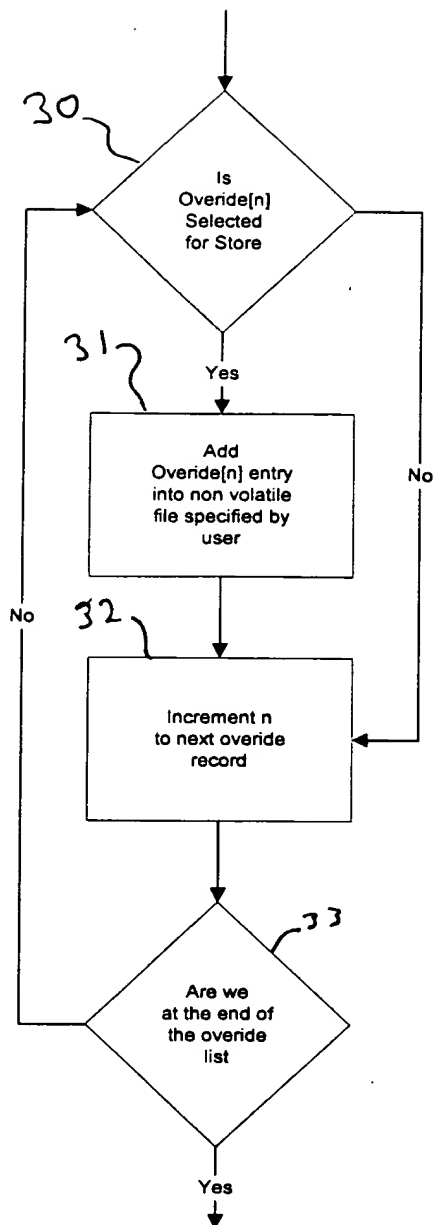 30
Is
Overide[n]
Selected
for Store
31
Yes
Add
Overide[n] entry
into non volatile
file specified by
user
No
No
32
Increment n
to next overide
record
33
Are we
at the end of
the overide
list
Yes